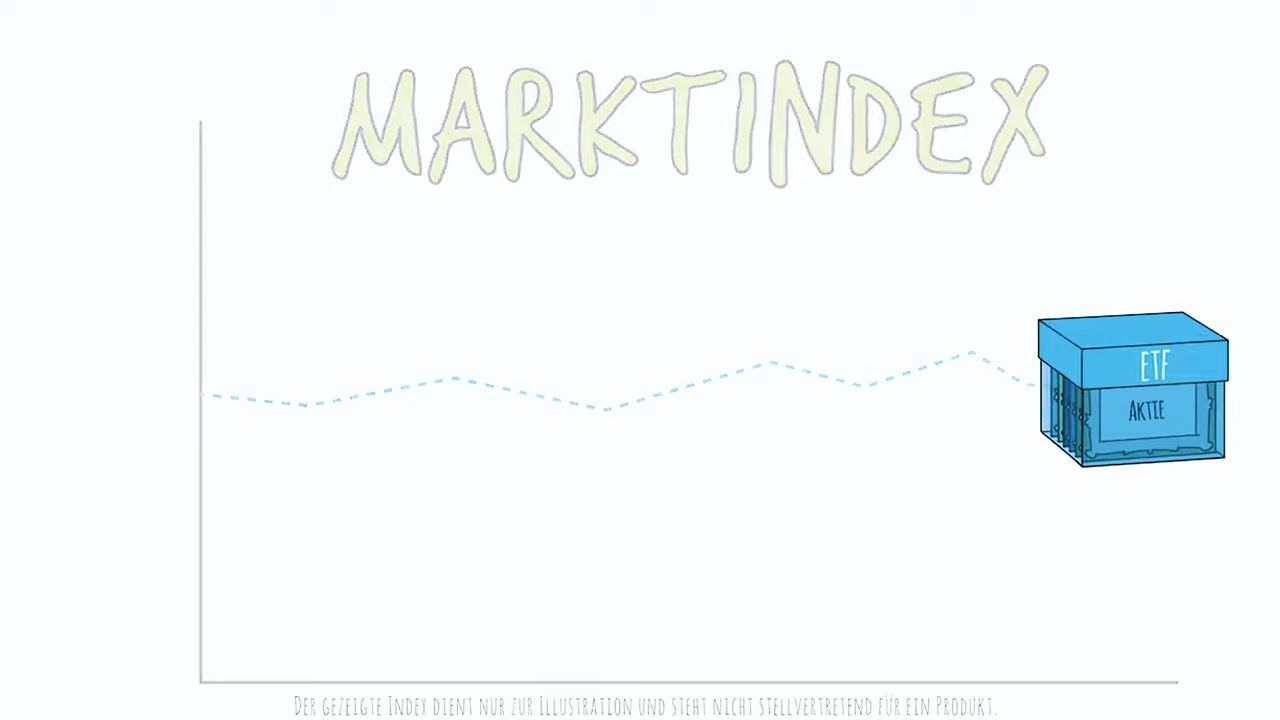 MARKTINDEX
ETF
AKTIE
DER GEZEIGTE INDEX DIENT NUR ZUR ILLUSTRATION UND STEHT NICHT STELLVERTRETEND FÜR EIN PRODUKT.